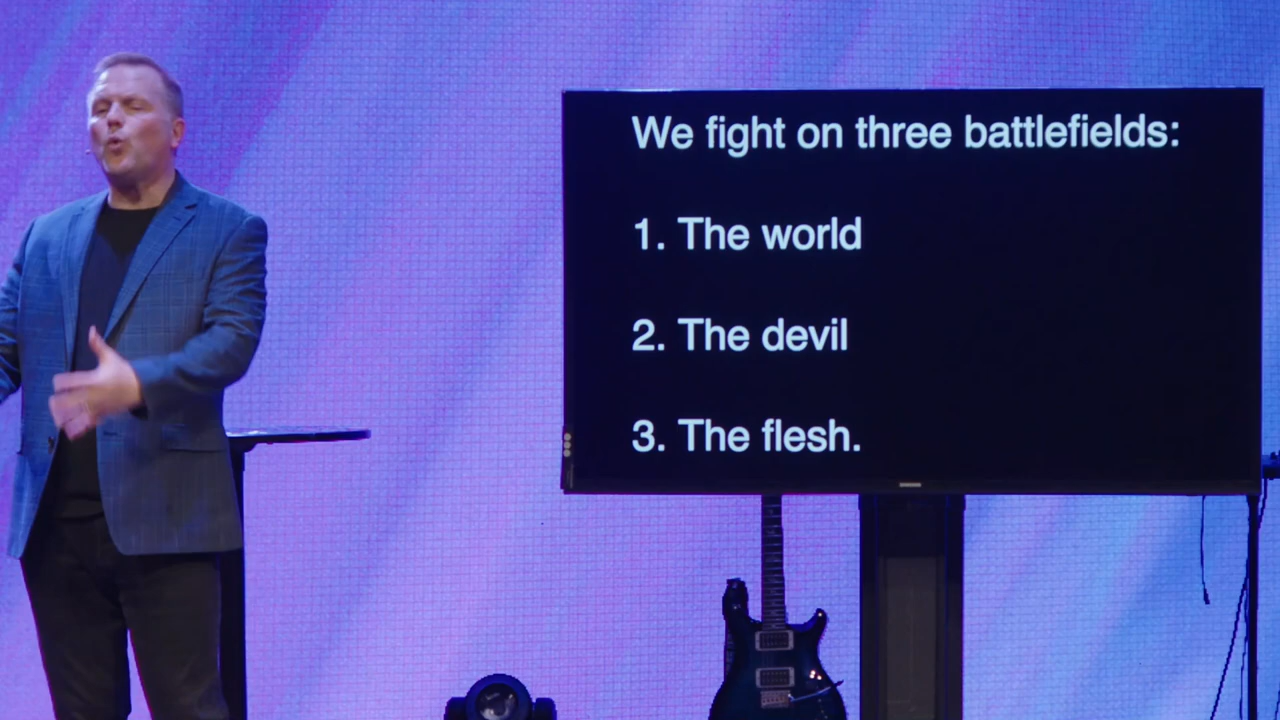 We fight on three battlefields:
1. The world
2. The devil
3. The flesh.